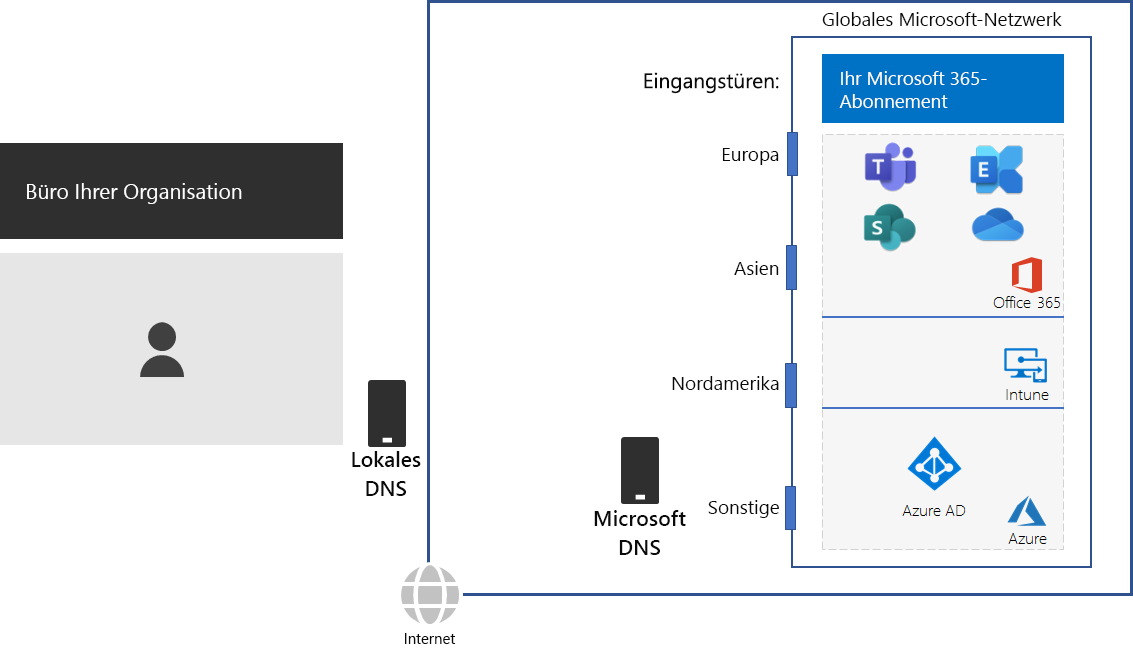 Globales Microsoft-Netzwerk
Eingangstüren:
Ihr Microsoft 365-
Abonnement
Europa
T
E
Büro Ihrer Organisation
S
Asien
Office 365
Nordamerika
Intune
Lokales
DNS
Sonstige
Microsoft
DNS
Azure AD
Azure
Internet